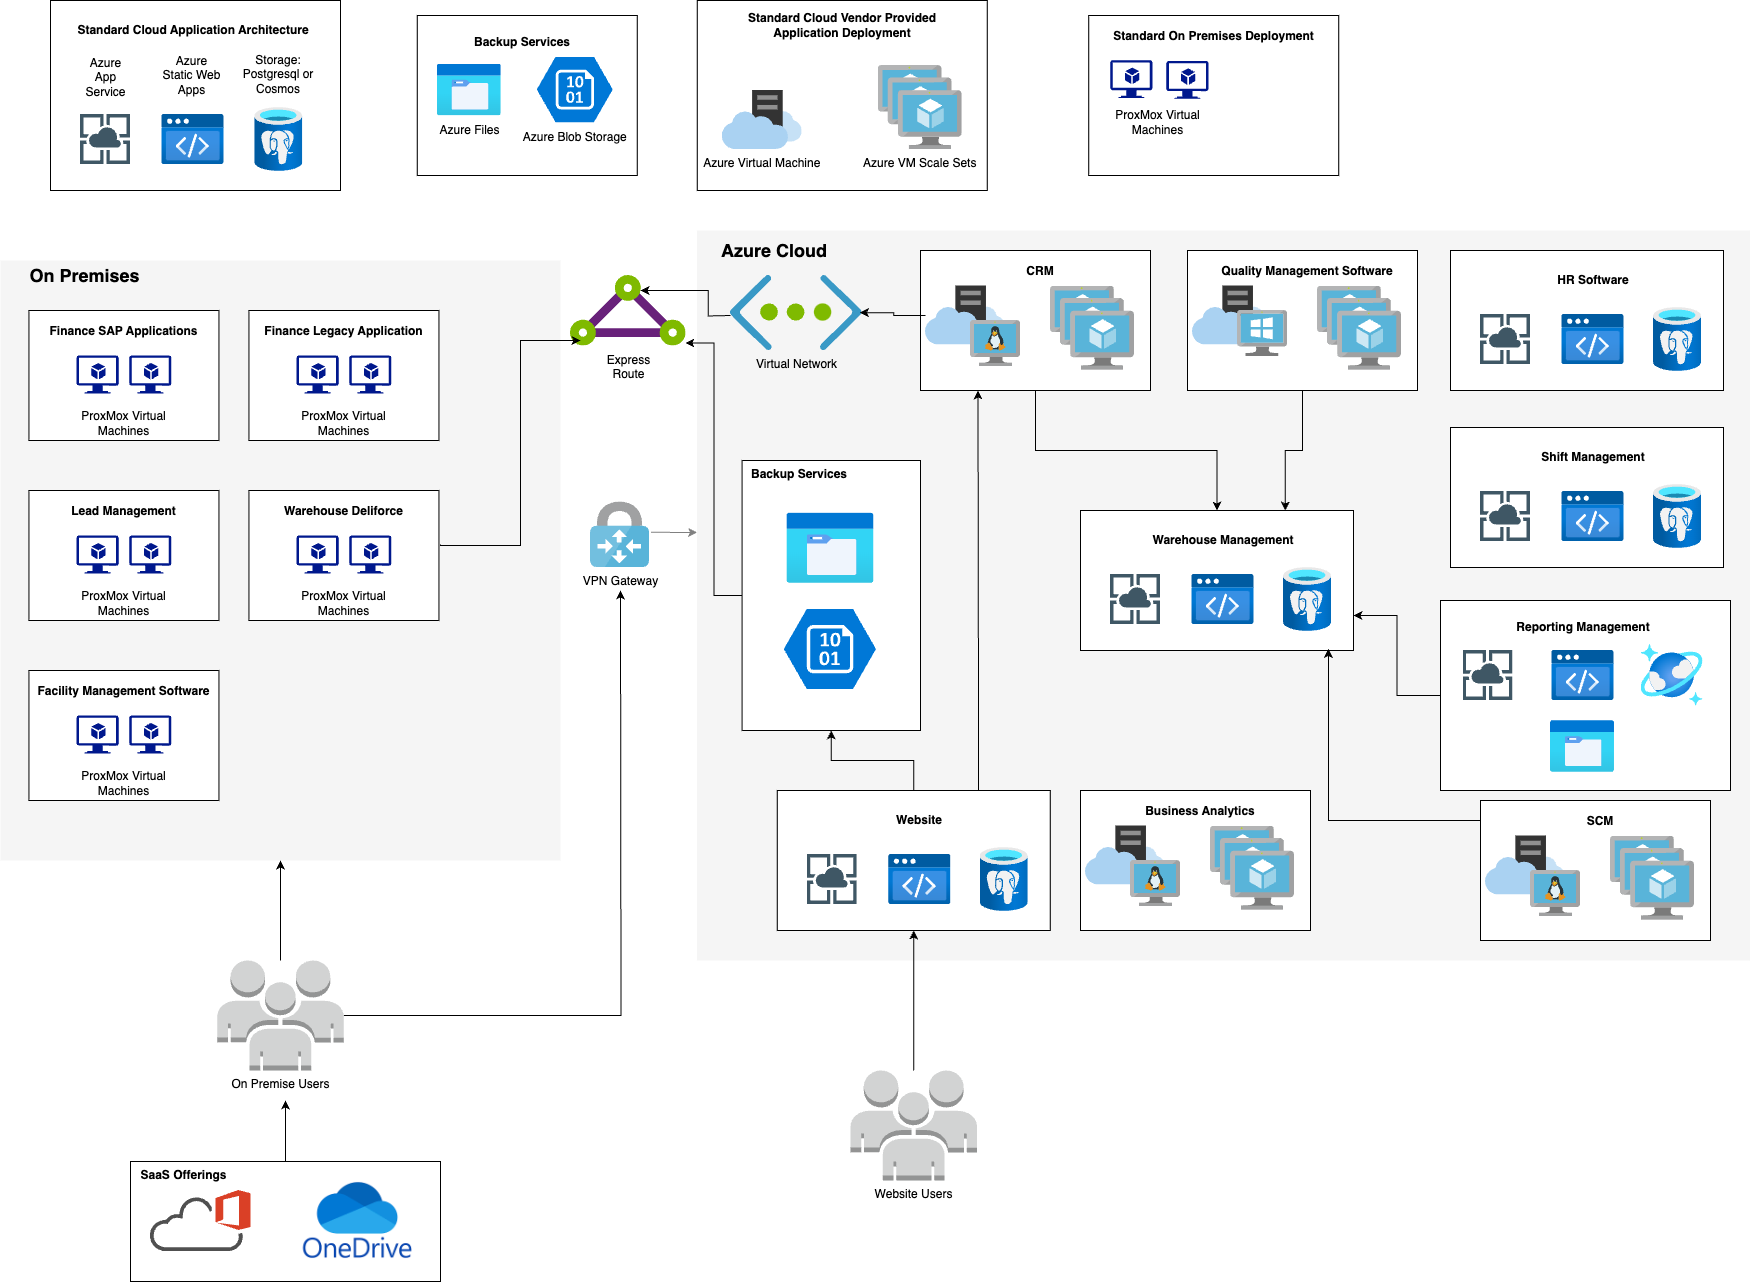 Standard Cloud Application Architecture
Azure
App
Service
Azure
Static Web
Apps
Storage:
Postgresql or
Cosmos
Backup Services
10
01
Azure Files
Azure Blob Storage
Standard Cloud Vendor Provided
Application Deployment
Azure Virtual Machine
Azure VM Scale Sets
Standard On Premises Deployment
ProxMox Virtual
Machines
On Premises
Finance SAP Applications
ProxMox Virtual
Machines
Finance Legacy Application
ProxMox Virtual
Machines
Lead Management
ProxMox Virtual
Machines
Warehouse Deliforce
ProxMox Virtual
Machines
Facility Management Software
ProxMox Virtual
Machines
Express
Route
VPN Gateway
Azure Cloud
Virtual Network
CRM
Quality Management Software
HR Software
Shift Management
Backup Services
10
01
Warehouse Management
Reporting Management
Website
Business Analytics
SCM
On Premise Users
Website Users
SaaS Offerings
OneDrive